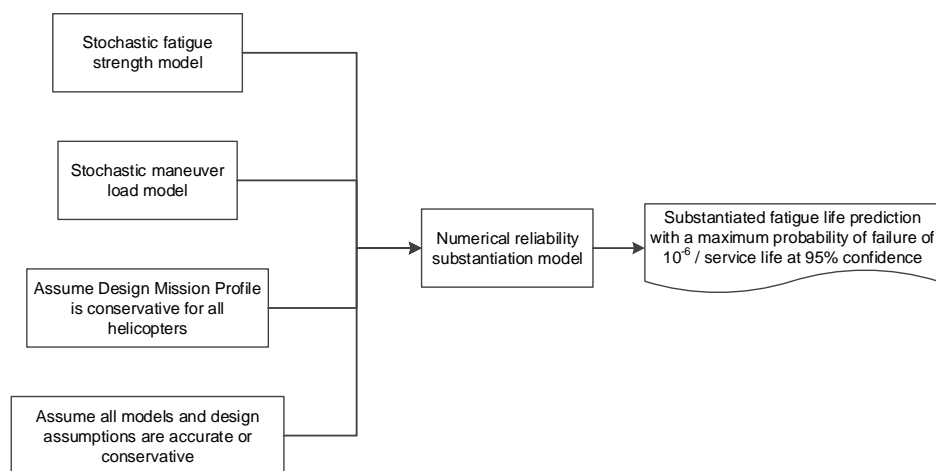 Stochastic fatigue
strength model
Stochastic maneuver
load model
Assume Design Mission Profile
is conservative for all
helicopters
Assume all models and design
assumptions are accurate or
conservative
Numerical reliability
substantiation model
Substantiated fatigue life prediction
with a maximum probability of failure of
10⁻⁶ / service life at 95% confidence